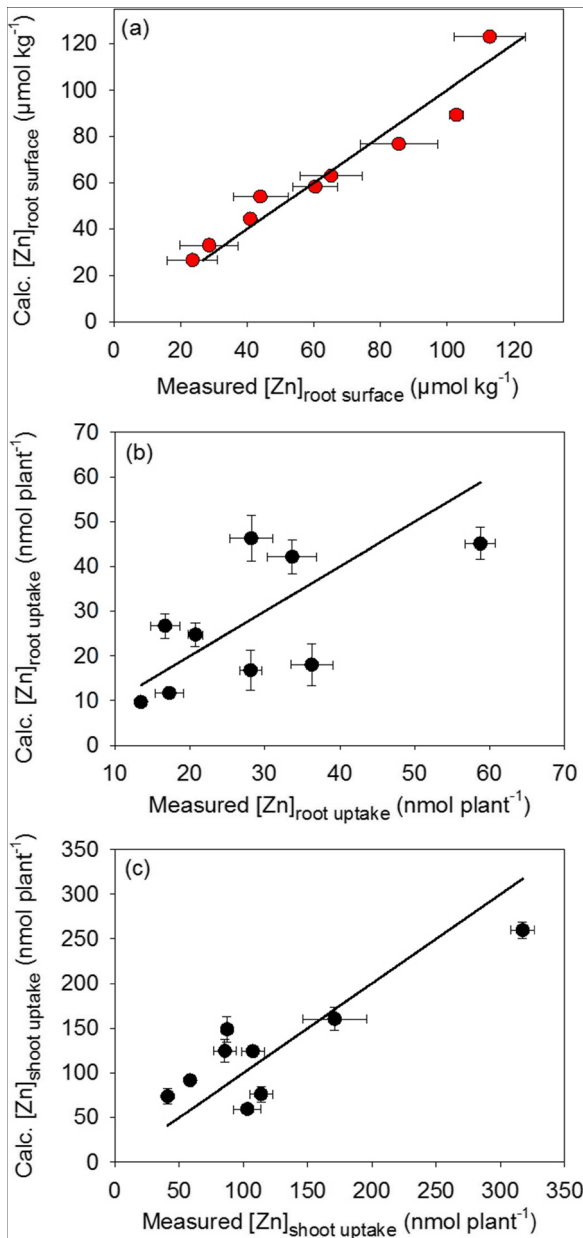 (a)
120
100
80
60
40
20
0
Calc. [Zn]root surface (µmol kg-1)
0 20 40 60 80 100 120
Measured [Zn]root surface (µmol kg-1)
(b)
70
60
50
40
30
20
10
0
Calc. [Zn]root uptake (nmol plant-1)
10 20 30 40 50 60 70
Measured [Zn]root uptake (nmol plant-1)
(c)
350
300
250
200
150
100
50
0
Calc. [Zn]shoot uptake (nmol plant-1)
0 50 100 150 200 250 300 350
Measured [Zn]shoot uptake (nmol plant-1)